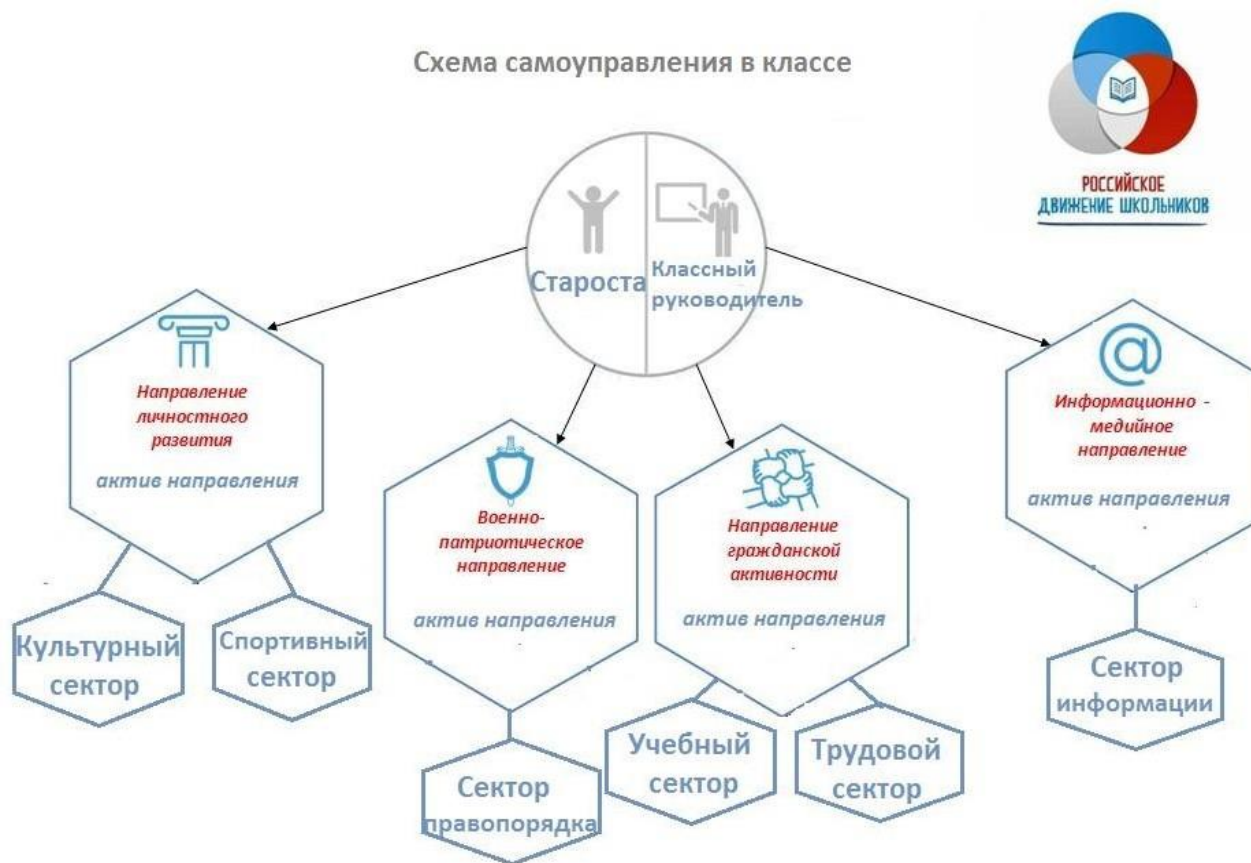 Схема самоуправления в классе
РОССИЙСКОЕ
ДВИЖЕНИЕ ШКОЛЬНИКОВ
Староста
Классный
руководитель
Направление
личностного
развития
актив направления
Культурный
сектор
Спортивный
сектор
Военно-
патриотическое
направление
актив направления
Сектор
правопорядка
Направление
гражданской
активности
актив направления
Учебный
сектор
Трудовой
сектор
@
Информационно -
медийное
направление
актив направления
Сектор
информации